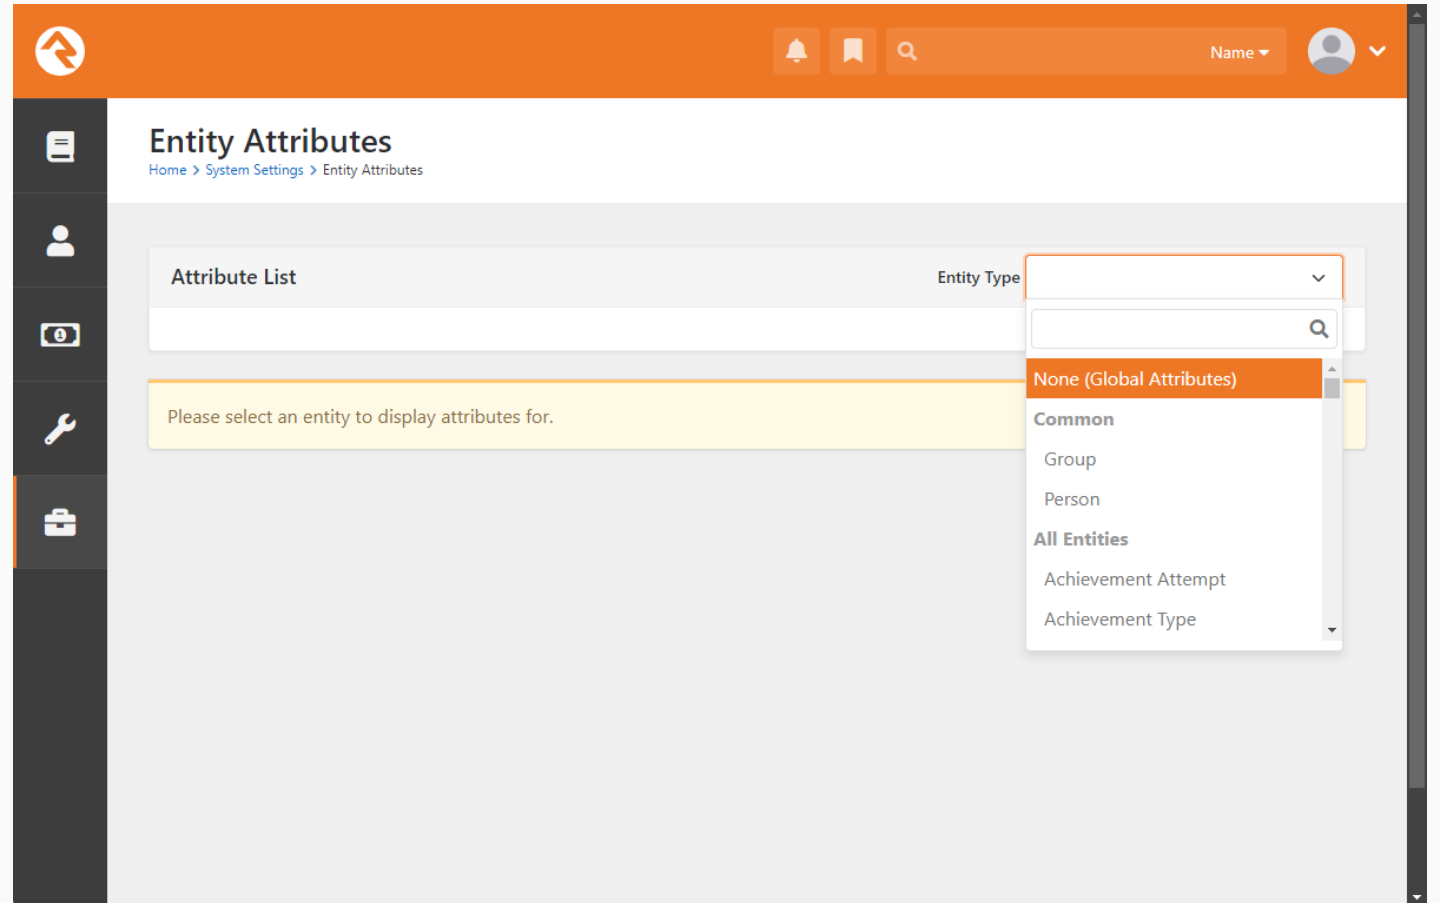 Name
Entity Attributes
Home > System Settings > Entity Attributes
Attribute List
Entity Type
Please select an entity to display attributes for.
None (Global Attributes)
Common
Group
Person
All Entities
Achievement Attempt
Achievement Type